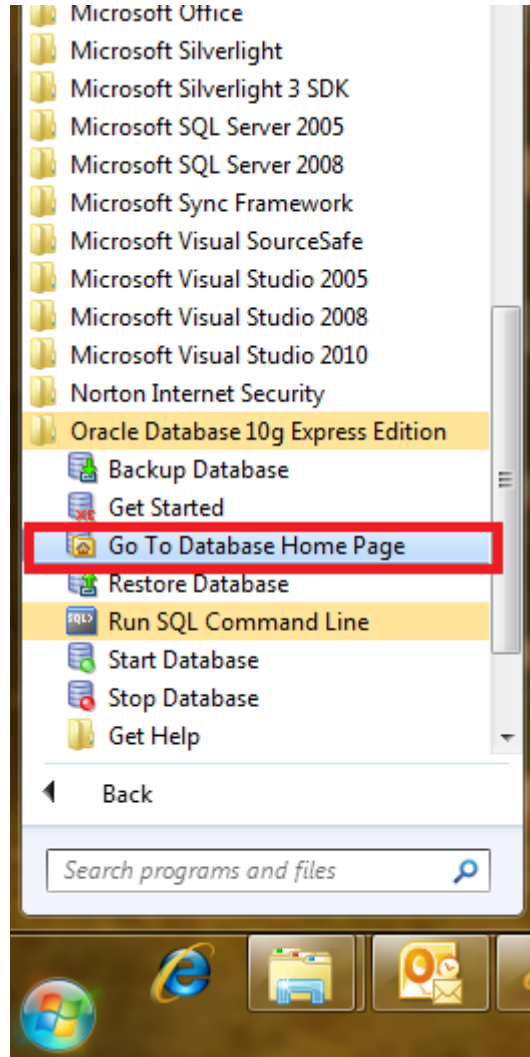 Microsoft Office
Microsoft Silverlight
Microsoft Silverlight 3 SDK
Microsoft SQL Server 2005
Microsoft SQL Server 2008
Microsoft Sync Framework
Microsoft Visual SourceSafe
Microsoft Visual Studio 2005
Microsoft Visual Studio 2008
Microsoft Visual Studio 2010
Norton Internet Security
Oracle Database 10g Express Edition
Backup Database
Get Started
Go To Database Home Page
Restore Database
SQL> Run SQL Command Line
Start Database
Stop Database
Get Help
Back
Search programs and files